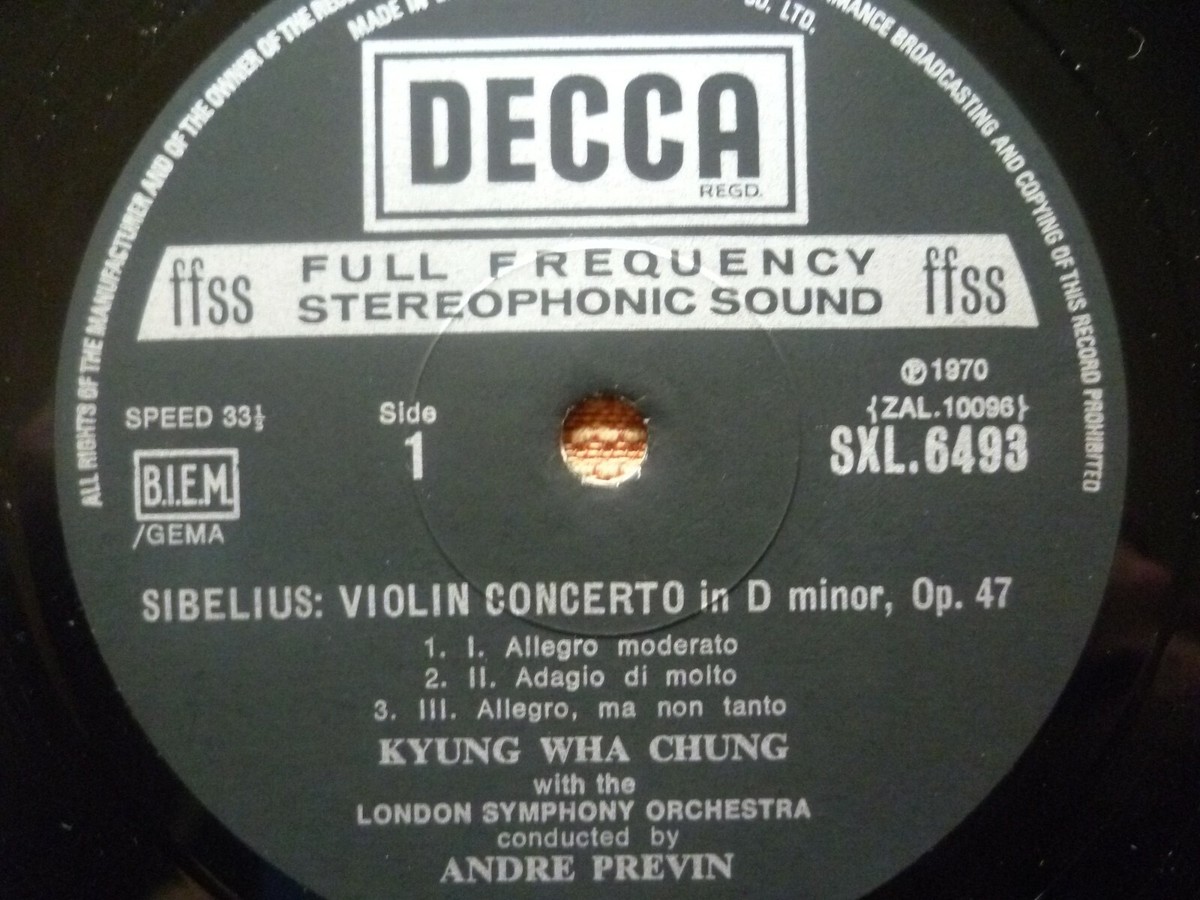 ALL RIGHTS OF THE MANUFACTURER AND OF THE OWNER OF THE
MADE IN
CO. LTD.
BROADCASTING AND COPYING OF THIS RECORD PROHIBITED
DECCA
REGD.
ffss FULL FREQUENCY ffss
STEREOPHONIC SOUND
℗1970
SPEED 33⅓
Side
{ZAL.10096}
1
SXL.6493
B.I.E.M.
/GEMA
SIBELIUS: VIOLIN CONCERTO in D minor, Op. 47
1. I. Allegro moderato
2. II. Adagio di molto
3. III. Allegro, ma non tanto
KYUNG WHA CHUNG
with the
LONDON SYMPHONY ORCHESTRA
conducted by
ANDRE PREVIN